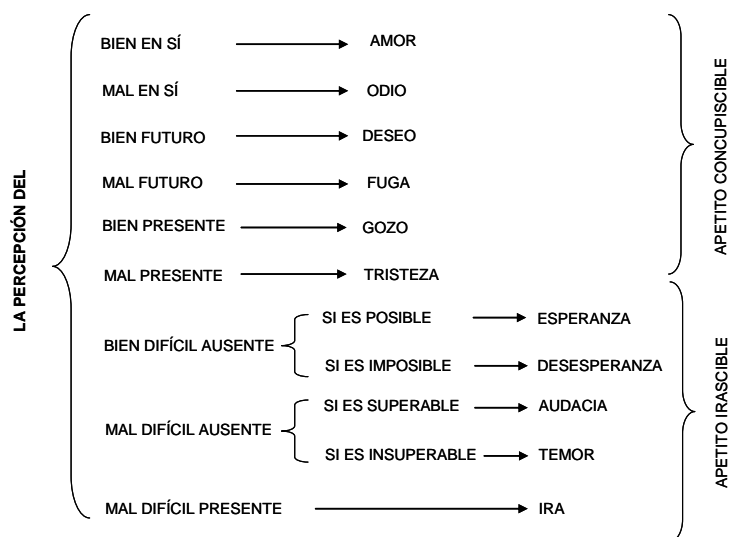 LA PERCEPCIÓN DEL
BIEN EN SÍ AMOR
MAL EN SÍ ODIO
BIEN FUTURO DESEO
MAL FUTURO FUGA
BIEN PRESENTE GOZO
MAL PRESENTE TRISTEZA
APETITO CONCUPISCIBLE
BIEN DIFÍCIL AUSENTE
SI ES POSIBLE ESPERANZA
SI ES IMPOSIBLE DESESPERANZA
MAL DIFÍCIL AUSENTE
SI ES SUPERABLE AUDACIA
SI ES INSUPERABLE TEMOR
MAL DIFÍCIL PRESENTE IRA
APETITO IRASCIBLE